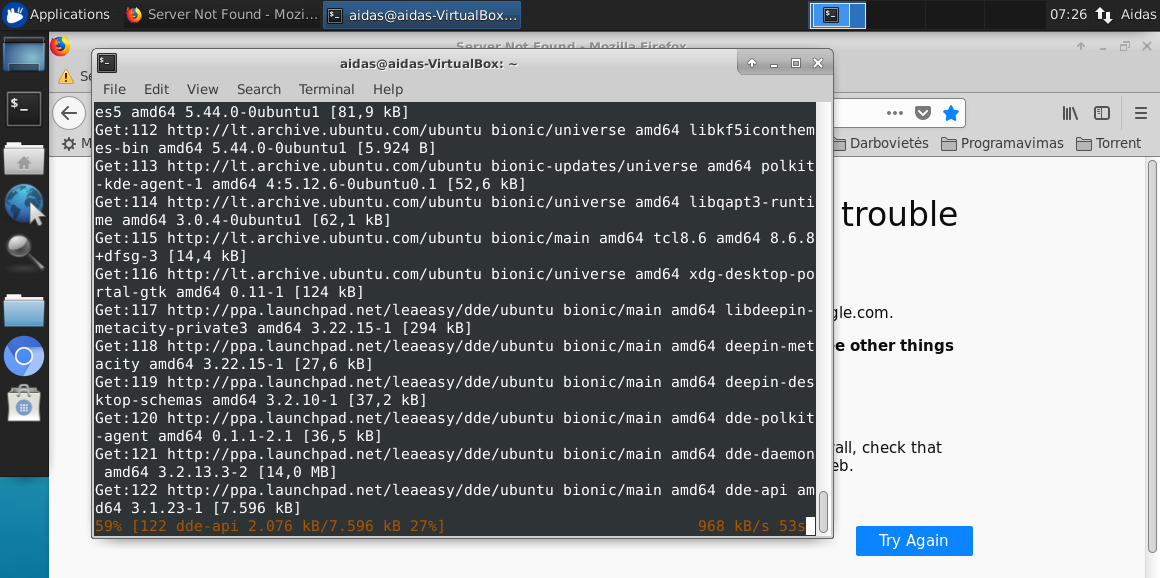 Applications
Server Not Found - Mozi...
aidas@aidas-VirtualBox...
07:26
Aidas
Server Not Found - Mozilla Firefox
aidas@aidas-VirtualBox: ~
File Edit View Search Terminal Help
es5 amd64 5.44.0-0ubuntu1 [81,9 kB]
Get:112 http://lt.archive.ubuntu.com/ubuntu bionic/universe amd64 libkf5iconthem
es-bin amd64 5.44.0-0ubuntu1 [5.924 B]
Get:113 http://lt.archive.ubuntu.com/ubuntu bionic-updates/universe amd64 polkit
-kde-agent-1 amd64 4:5.12.6-0ubuntu0.1 [52,6 kB]
Get:114 http://lt.archive.ubuntu.com/ubuntu bionic/universe amd64 libqapt3-runti
me amd64 3.0.4-0ubuntu1 [62,1 kB]
Get:115 http://lt.archive.ubuntu.com/ubuntu bionic/main amd64 tcl8.6 amd64 8.6.8
+dfsg-3 [14,4 kB]
Get:116 http://lt.archive.ubuntu.com/ubuntu bionic/universe amd64 xdg-desktop-po
rtal-gtk amd64 0.11-1 [124 kB]
Get:117 http://ppa.launchpad.net/leaeasy/dde/ubuntu bionic/main amd64 libdeepin-
metacity-private3 amd64 3.22.15-1 [294 kB]
Get:118 http://ppa.launchpad.net/leaeasy/dde/ubuntu bionic/main amd64 deepin-met
acity amd64 3.22.15-1 [27,6 kB]
Get:119 http://ppa.launchpad.net/leaeasy/dde/ubuntu bionic/main amd64 deepin-des
ktop-schemas amd64 3.2.10-1 [37,2 kB]
Get:120 http://ppa.launchpad.net/leaeasy/dde/ubuntu bionic/main amd64 dde-polkit
-agent amd64 0.1.1-2.1 [36,5 kB]
Get:121 http://ppa.launchpad.net/leaeasy/dde/ubuntu bionic/main amd64 dde-daemon
amd64 3.2.13.3-2 [14,0 MB]
Get:122 http://ppa.launchpad.net/leaeasy/dde/ubuntu bionic/main amd64 dde-api am
d64 3.1.23-1 [7.596 kB]
59% [122 dde-api 2.076 kB/7.596 kB 27%] 968 kB/s 53s
Darbovietės
Programavimas
Torrent
trouble
gle.com.
e other things
all, check that
eb.
Try Again